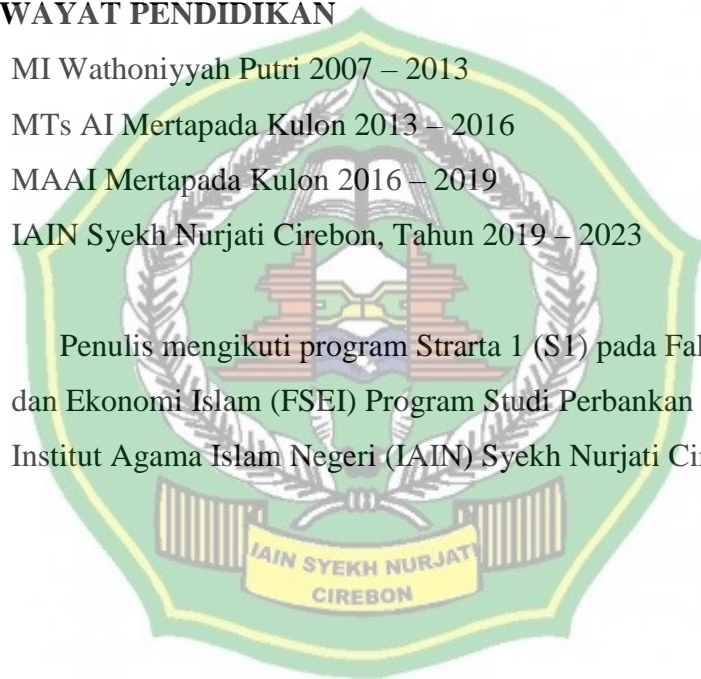 WAYAT PENDIDIKAN
MI Wathoniyyah Putri 2007 – 2013
MTs AI Mertapada Kulon 2013 – 2016
MAAI Mertapada Kulon 2016 – 2019
IAIN Syekh Nurjati Cirebon, Tahun 2019 – 2023
Penulis mengikuti program Strarta 1 (S1) pada Fal
dan Ekonomi Islam (FSEI) Program Studi Perbankan
Institut Agama Islam Negeri (IAIN) Syekh Nurjati Ci
IAIN SYEKH NURJATI
CIREBON